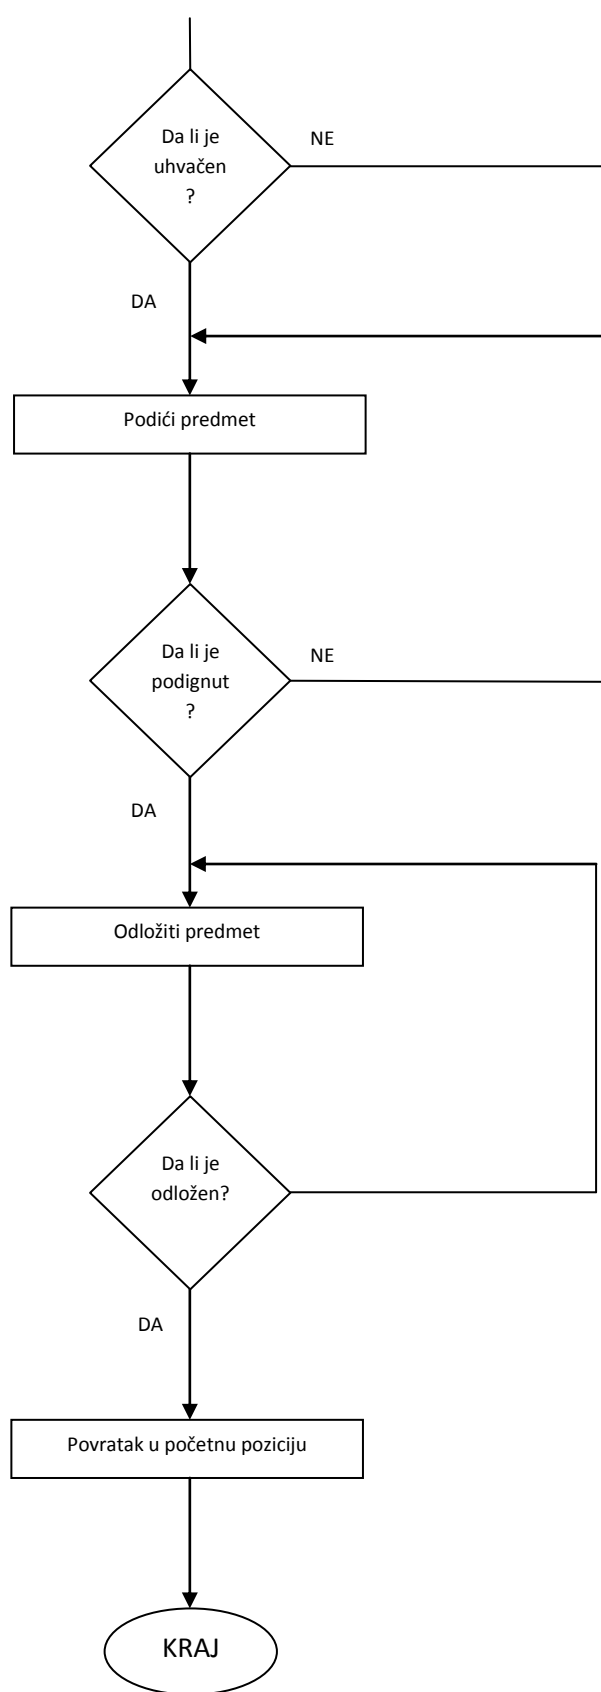 Da li je
uhvačen
?
NE
DA
Podići predmet
Da li je
podignut
?
NE
DA
Odložiti predmet
Da li je
odložen?
DA
Povratak u početnu poziciju
KRAJ